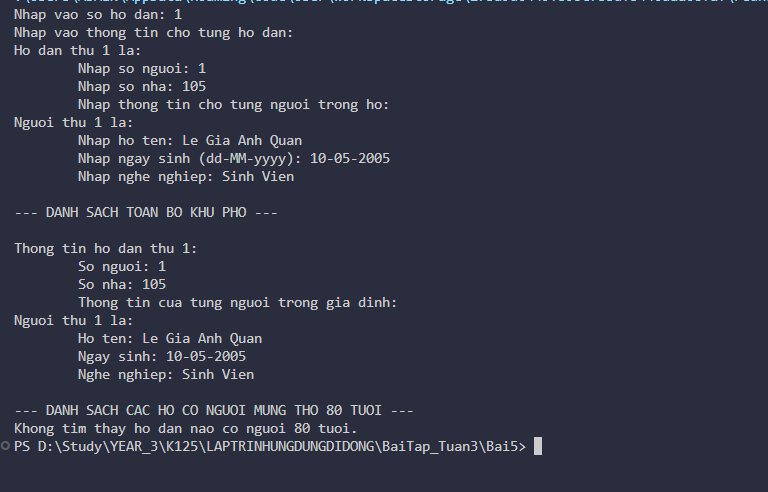 Nhap vao so ho dan: 1
Nhap vao thong tin cho tung ho dan:
Ho dan thu 1 la:
Nhap so nguoi: 1
Nhap so nha: 105
Nhap thong tin cho tung nguoi trong ho:
Nguoi thu 1 la:
Nhap ho ten: Le Gia Anh Quan
Nhap ngay sinh (dd-MM-yyyy): 10-05-2005
Nhap nghe nghiep: Sinh Vien
--- DANH SACH TOAN BO KHU PHO ---
Thong tin ho dan thu 1:
So nguoi: 1
So nha: 105
Thong tin cua tung nguoi trong gia dinh:
Nguoi thu 1 la:
Ho ten: Le Gia Anh Quan
Ngay sinh: 10-05-2005
Nghe nghiep: Sinh Vien
--- DANH SACH CAC HO CO NGUOI MUNG THO 80 TUOI ---
Khong tim thay ho dan nao co nguoi 80 tuoi.
PS D:\Study\YEAR_3\K125\LAPTRINHUNGDUNGDIDONG\BaiTap_Tuan3\Bai5>